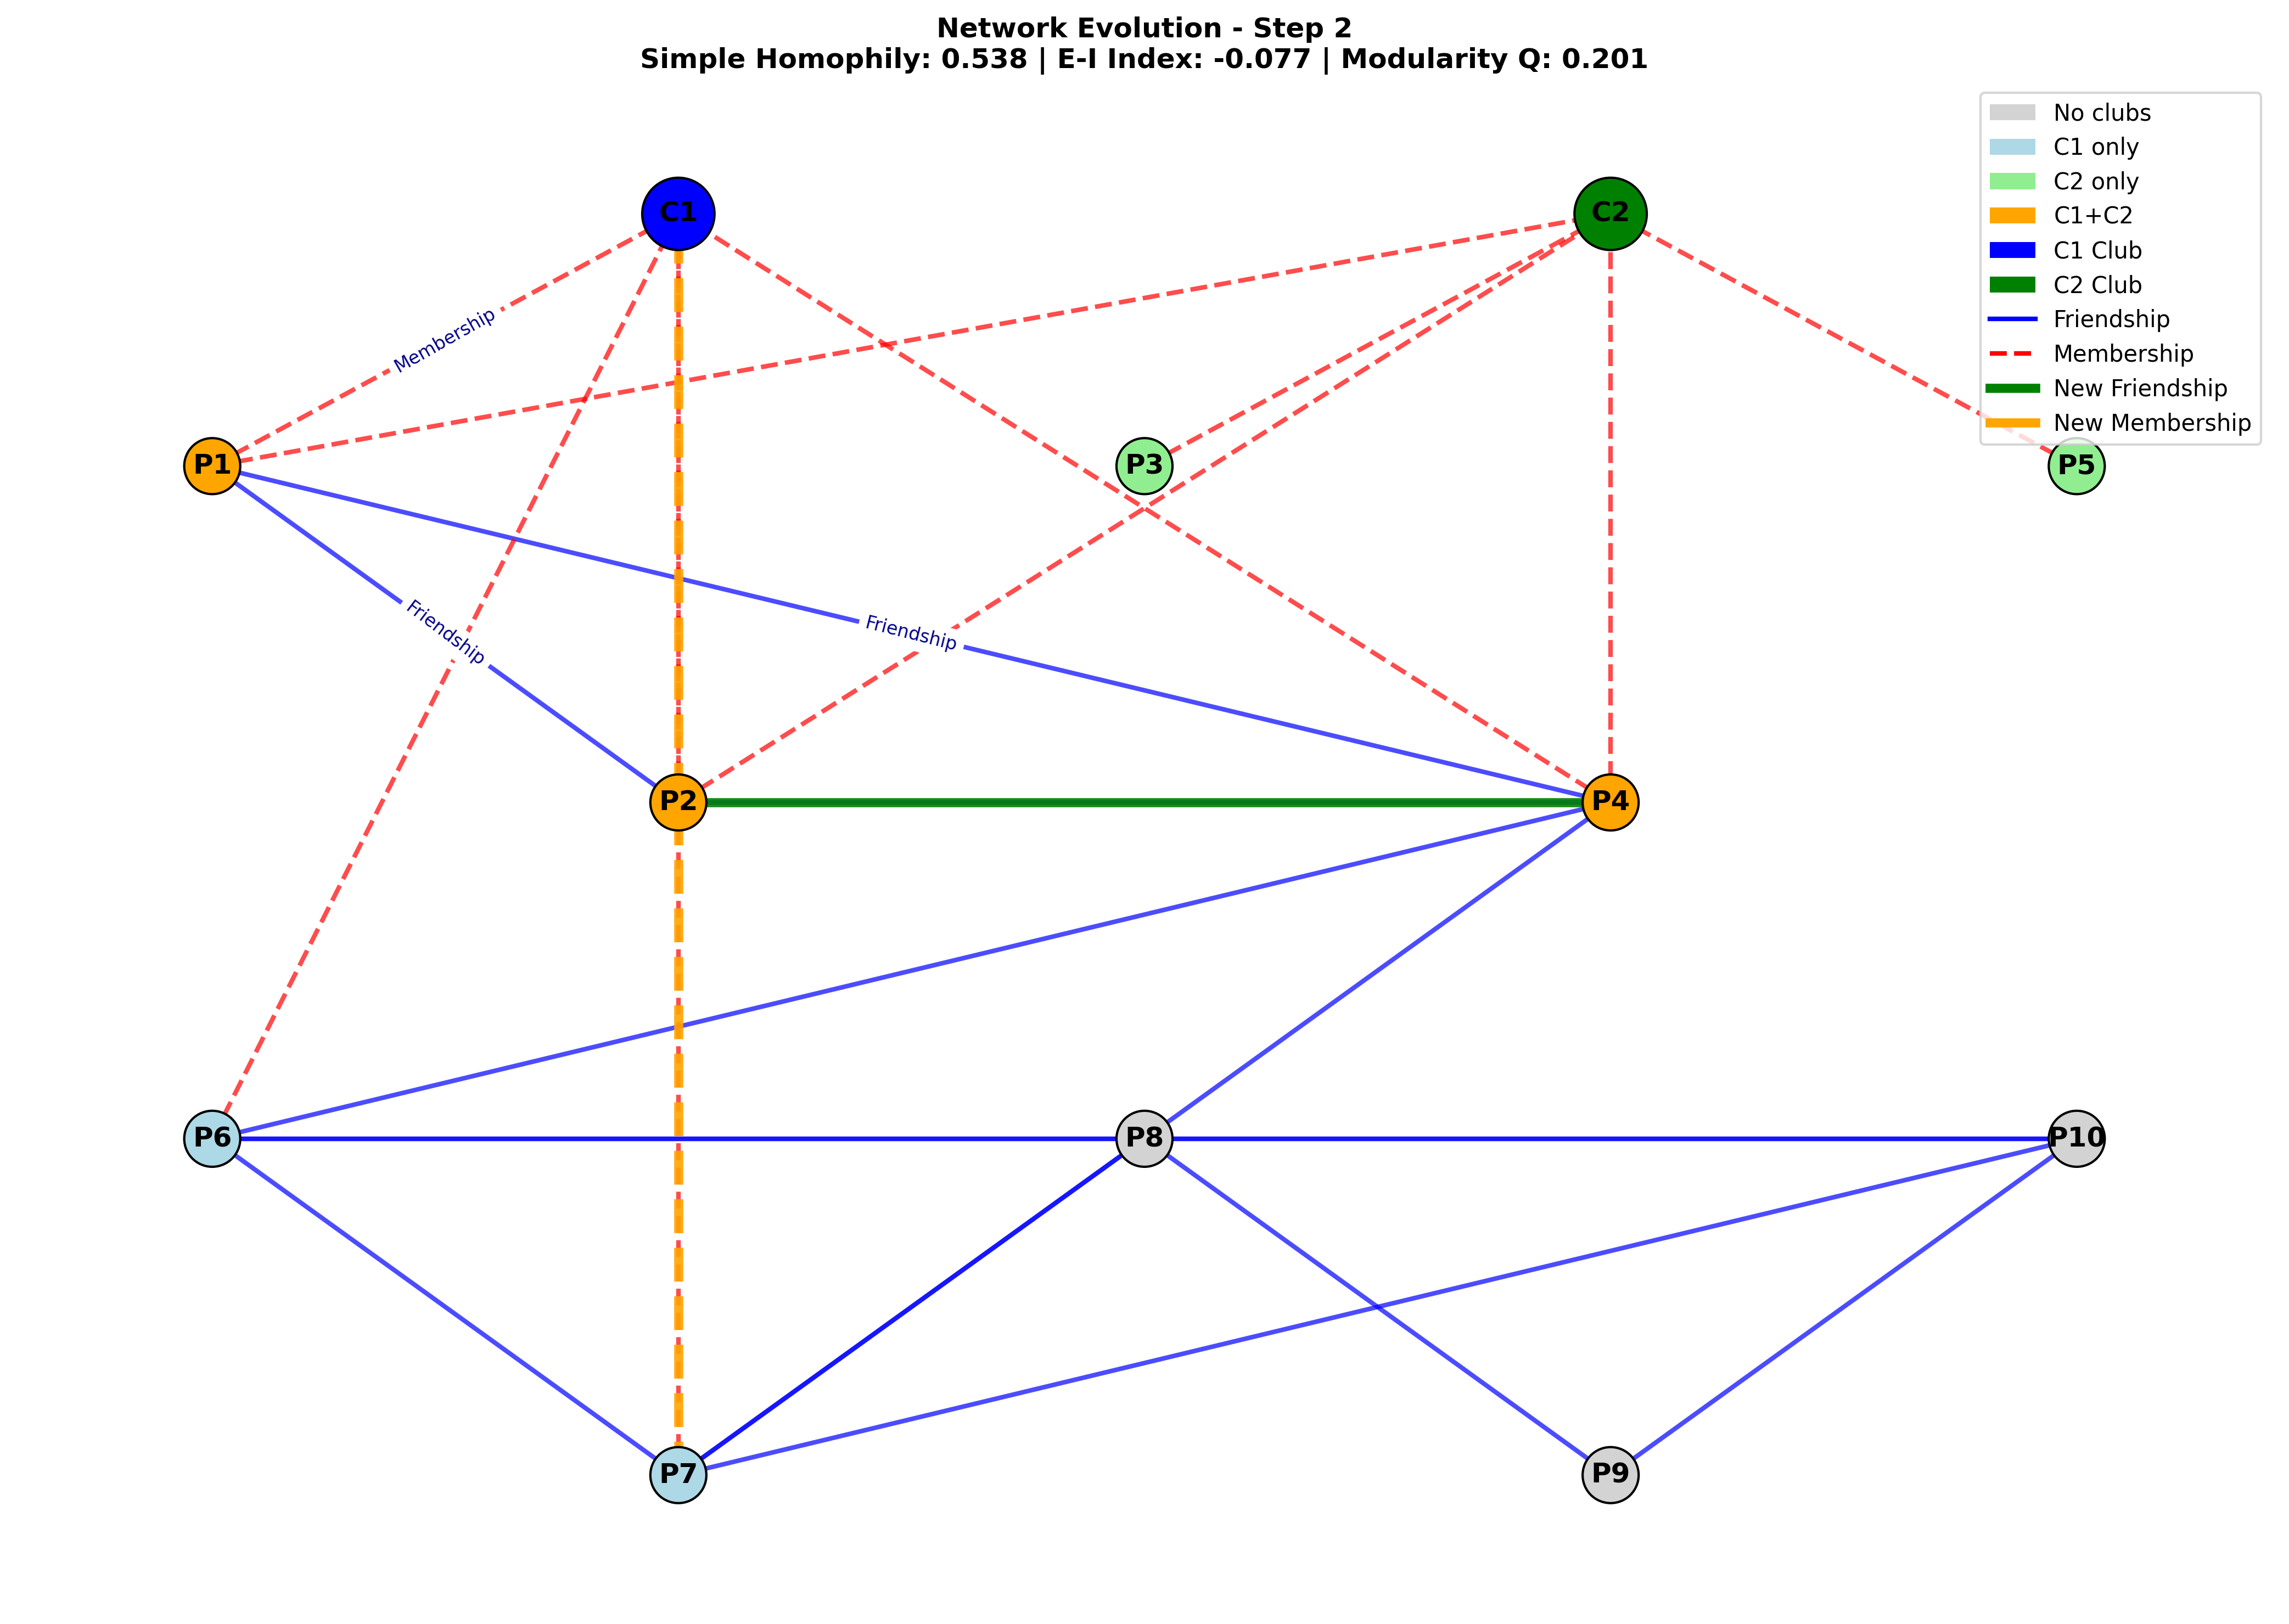 Network Evolution - Step 2
Simple Homophily: 0.538 | E-I Index: -0.077 | Modularity Q: 0.201
No clubs
C1 only
C2 only
C1+C2
C1 Club
C2 Club
Friendship
Membership
New Friendship
New Membership
C1
C2
Membership
P1
P3
P5
Friendship
Friendship
P2
P4
P6
P8
P10
P7
P9